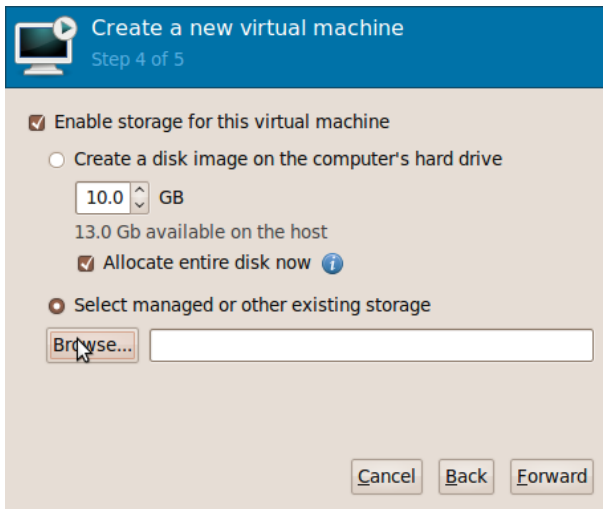 Create a new virtual machine
Step 4 of 5
Enable storage for this virtual machine
Create a disk image on the computer's hard drive
10.0 GB
13.0 Gb available on the host
Allocate entire disk now
Select managed or other existing storage
Browse...
Cancel Back Forward